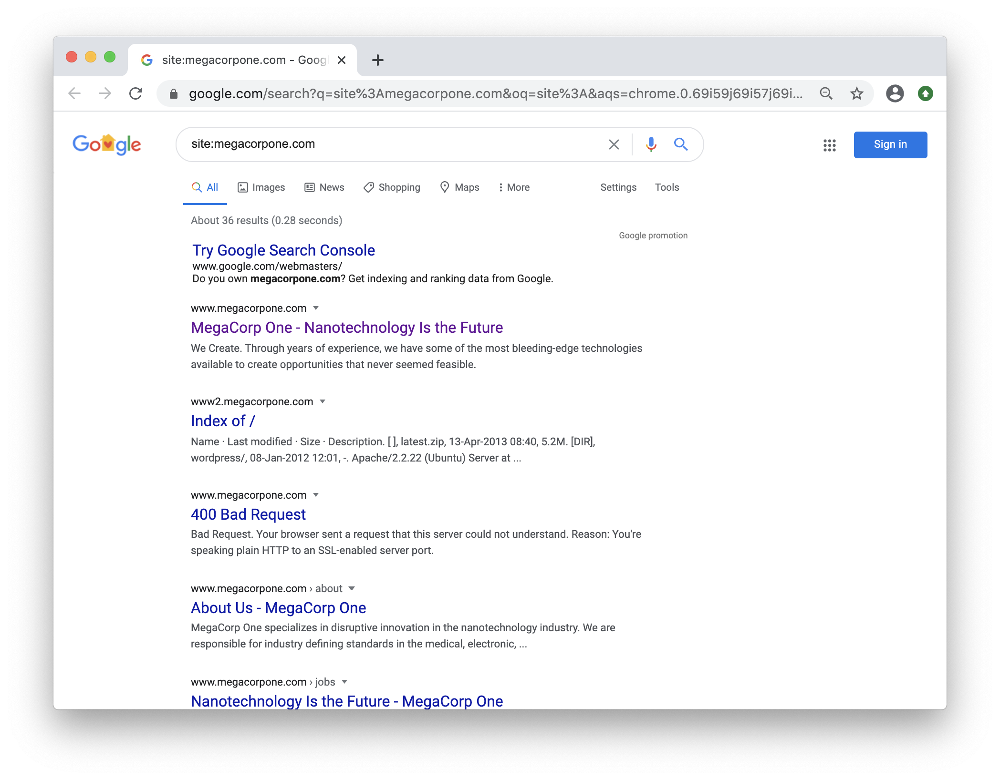 site:megacorpone.com - Googl
google.com/search?q=site%3Amegacorpone.com&oq=site%3A&aqs=chrome.0.69i59j69i57j69i...
Google
site:megacorpone.com
Sign in
All Images News Shopping Maps More Settings Tools
About 36 results (0.28 seconds)
Google promotion
Try Google Search Console
www.google.com/webmasters/
Do you own megacorpone.com? Get indexing and ranking data from Google.
www.megacorpone.com
MegaCorp One - Nanotechnology Is the Future
We Create. Through years of experience, we have some of the most bleeding-edge technologies
available to create opportunities that never seemed feasible.
www2.megacorpone.com
Index of /
Name · Last modified · Size · Description. [ ], latest.zip, 13-Apr-2013 08:40, 5.2M. [DIR],
wordpress/, 08-Jan-2012 12:01, -. Apache/2.2.22 (Ubuntu) Server at ...
www.megacorpone.com
400 Bad Request
Bad Request. Your browser sent a request that this server could not understand. Reason: You're
speaking plain HTTP to an SSL-enabled server port.
www.megacorpone.com › about
About Us - MegaCorp One
MegaCorp One specializes in disruptive innovation in the nanotechnology industry. We are
responsible for industry defining standards in the medical, electronic, ...
www.megacorpone.com › jobs
Nanotechnology Is the Future - MegaCorp One